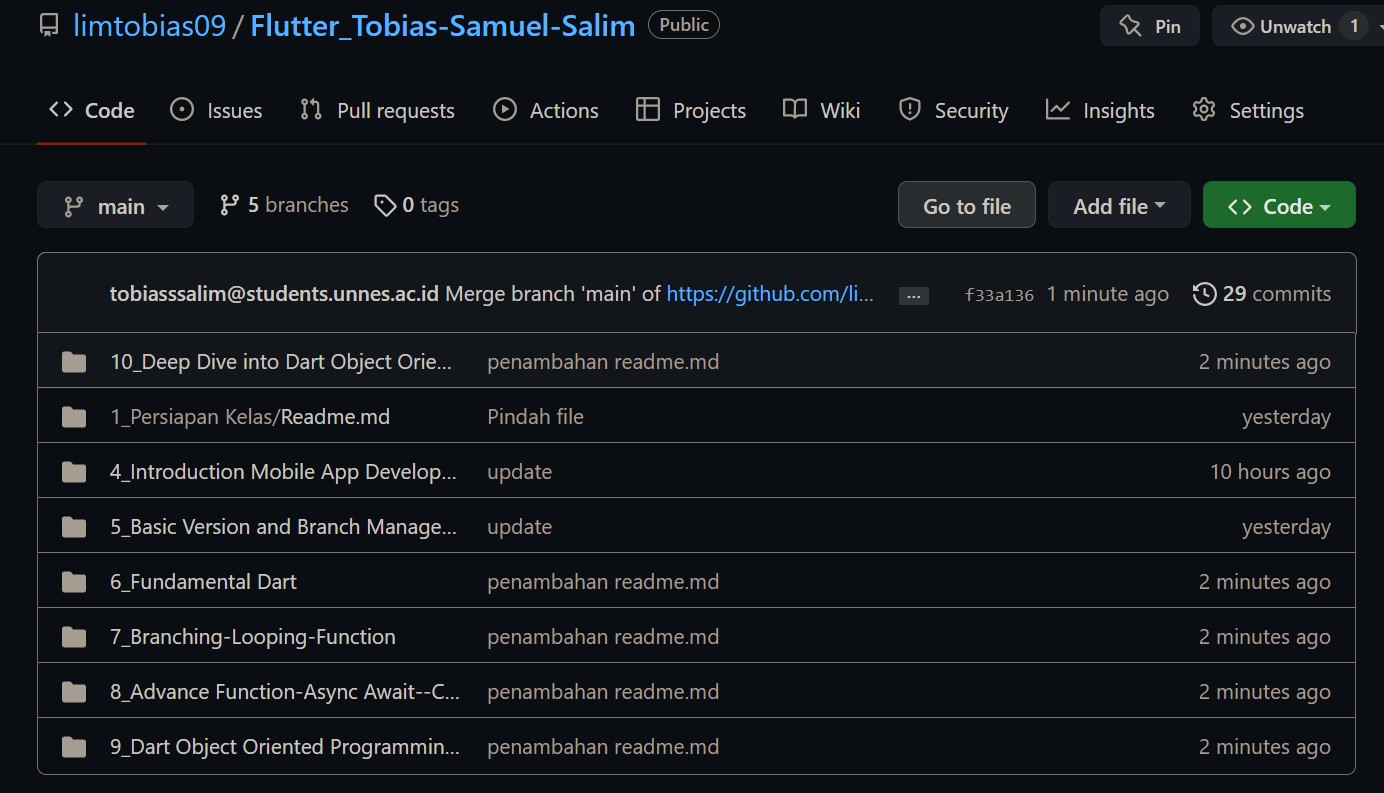 limtobias09 / Flutter_Tobias-Samuel-Salim Public Pin Unwatch 1
Code Issues Pull requests Actions Projects Wiki Security Insights Settings
main 5 branches 0 tags Go to file Add file Code
tobiasssalim@students.unnes.ac.id Merge branch 'main' of https://github.com/li... ... f33a136 1 minute ago 29 commits
10_Deep Dive into Dart Object Orie... penambahan readme.md 2 minutes ago
1_Persiapan Kelas/Readme.md Pindah file yesterday
4_Introduction Mobile App Develop... update 10 hours ago
5_Basic Version and Branch Manage... update yesterday
6_Fundamental Dart penambahan readme.md 2 minutes ago
7_Branching-Looping-Function penambahan readme.md 2 minutes ago
8_Advance Function-Async Await--C... penambahan readme.md 2 minutes ago
9_Dart Object Oriented Programmin... penambahan readme.md 2 minutes ago